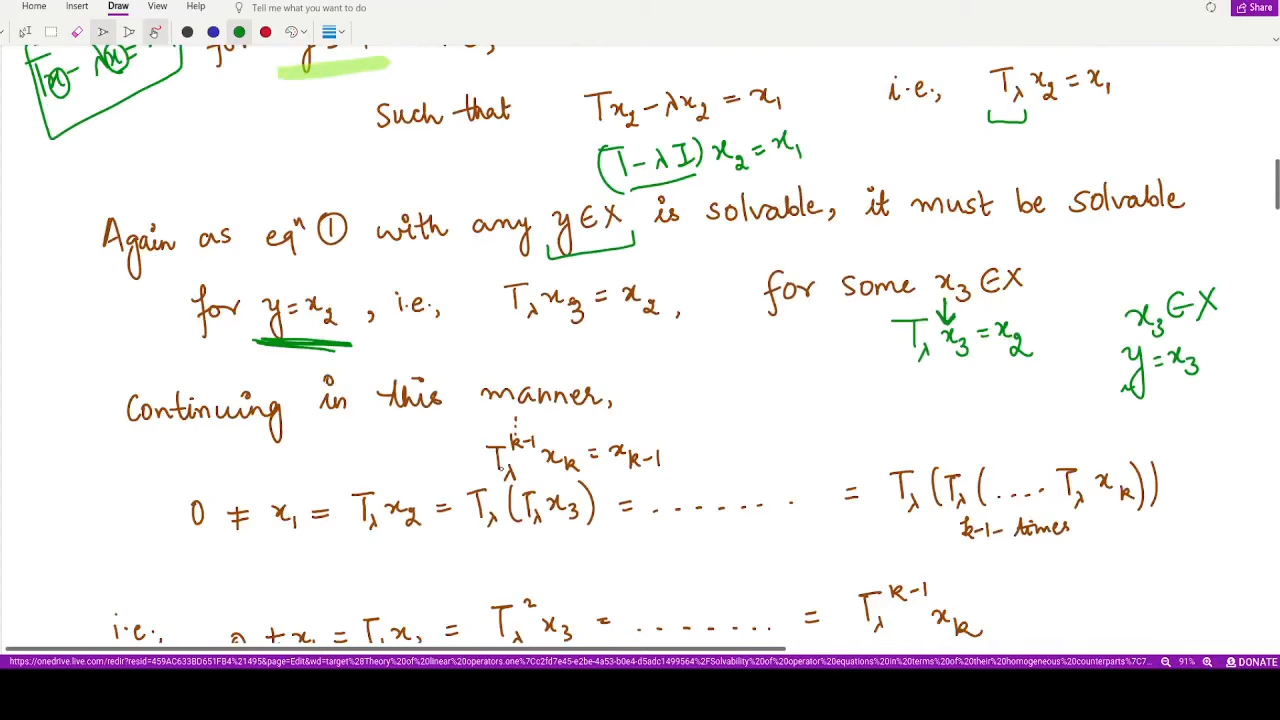 Home Insert Draw View Help Tell me what you want to do Share
Tx - λx =
for
Such that Tx₂ - λx₂ = x₁ i.e., T_λ x₂ = x₁
(T - λI) x₂ = x₁
Again as eqⁿ ① with any y∈X is solvable, it must be solvable
for y = x₂, i.e., T_λ x₃ = x₂, for some x₃ ∈ X
T_λ x₃ = x₂
x₃ ∈ X
y = x₃
Continuing in this manner,
T_λ^{k-1} x_k = x_{k-1}
0 ≠ x₁ = T_λ x₂ = T_λ (T_λ x₃) = ........ = T_λ (T_λ (.... T_λ x_k))
k-1- times
i.e., 0 ≠ x₁ = T_λ x₂ = T_λ² x₃ = ........ = T_λ^{k-1} x_k
91% DONATE